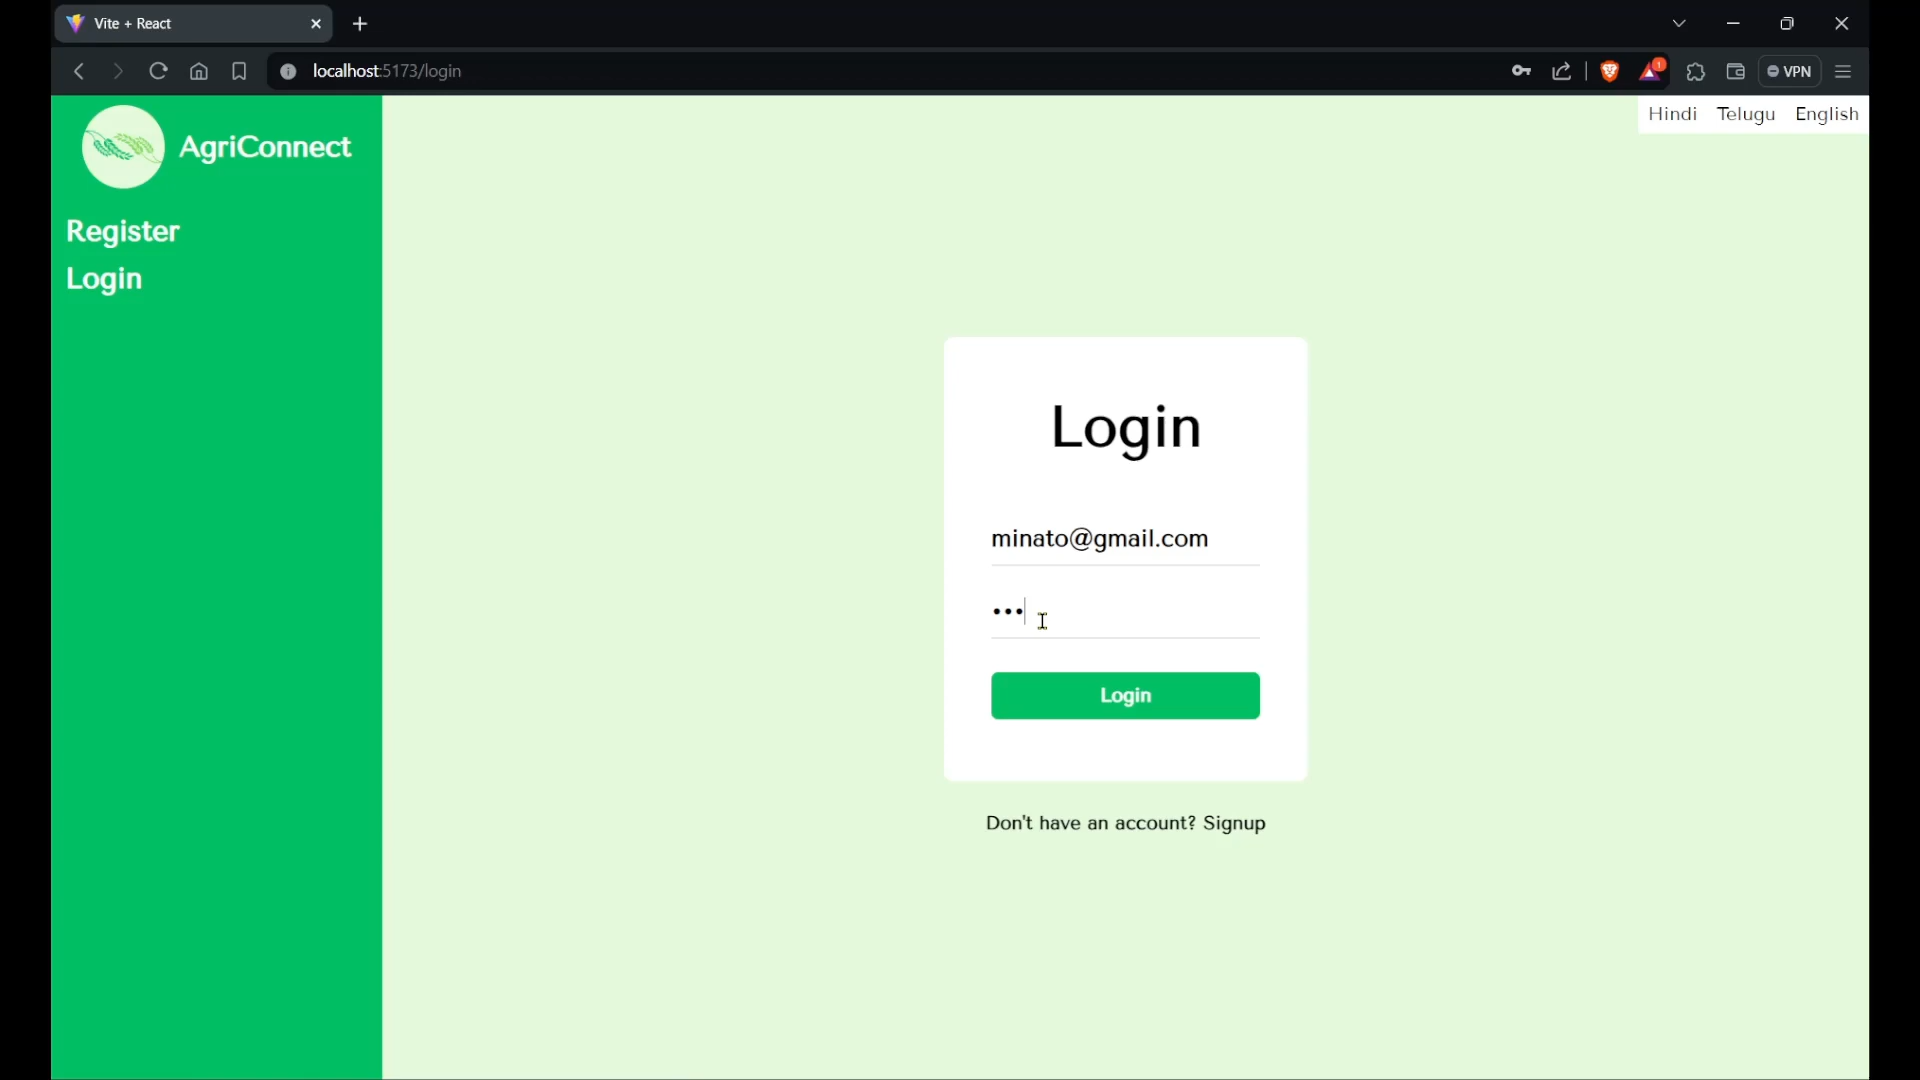 Vite + React
localhost:5173/login
1
VPN
AgriConnect
Hindi Telugu English
Register
Login
Login
minato@gmail.com
•••
Login
Don't have an account? Signup